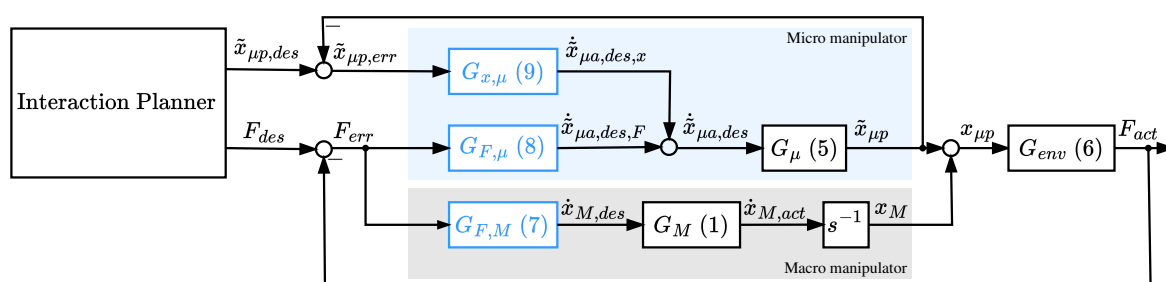 −
Micro manipulator
x̃_{μp,des}
x̃_{μp,err}
ẋ̃_{μa,des,x}
G_{x,μ} (9)
Interaction Planner
F_{des}
F_{err}
ẋ̃_{μa,des,F}
ẋ̃_{μa,des}
x̃_{μp}
x_{μp}
F_{act}
−
G_{F,μ} (8)
G_μ (5)
G_{env} (6)
ẋ_{M,des}
ẋ_{M,act}
x_M
G_{F,M} (7)
G_M (1)
s^{-1}
Macro manipulator